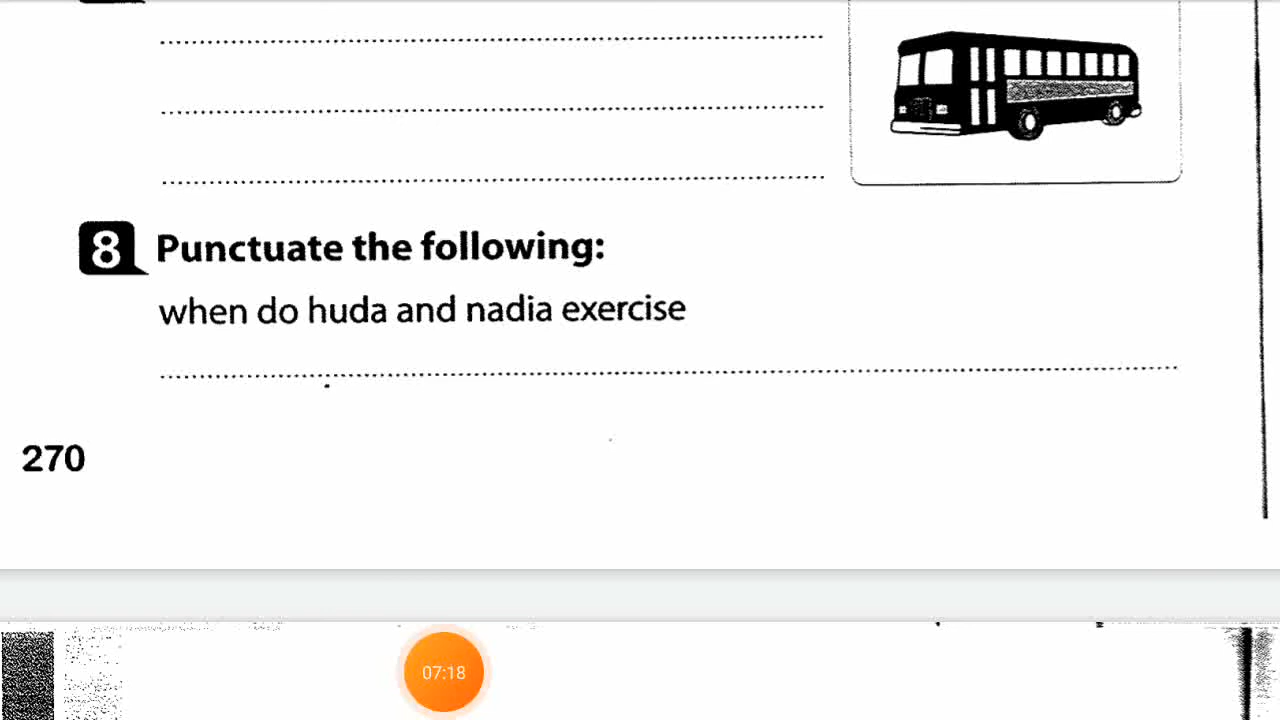 8 Punctuate the following:
when do huda and nadia exercise
270
07:18